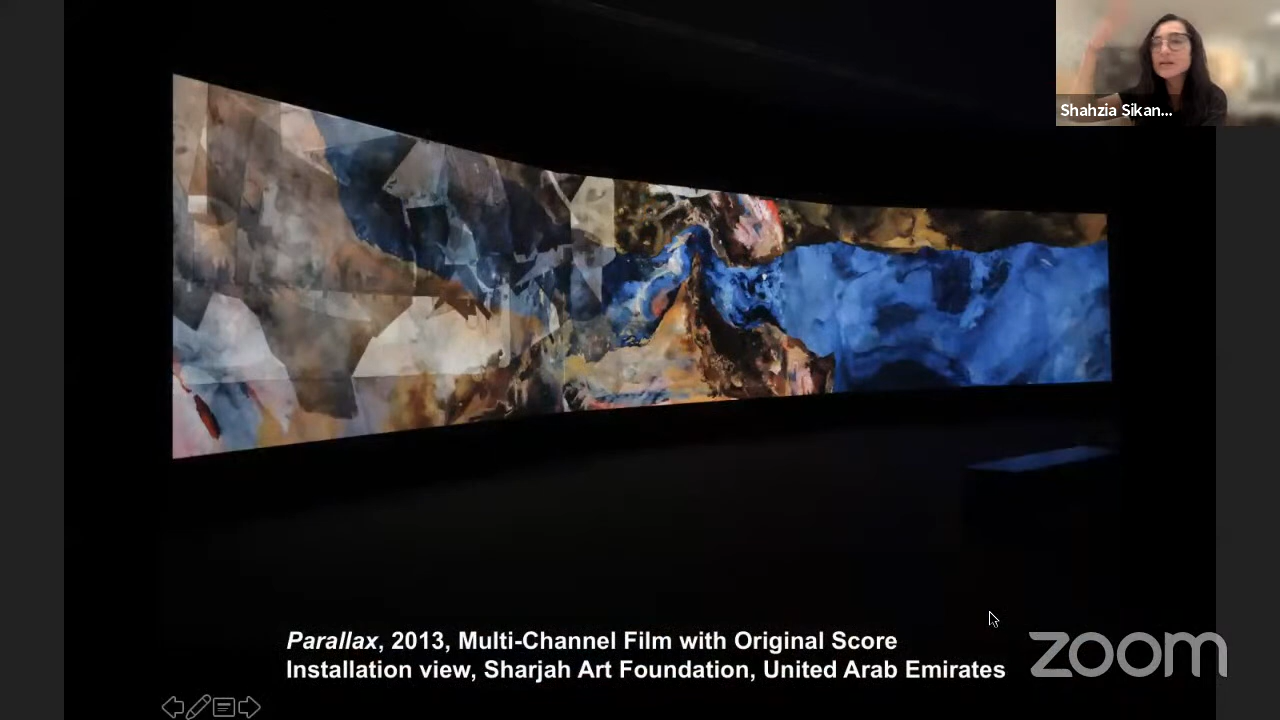 Shahzia Sikan...
Parallax, 2013, Multi-Channel Film with Original Score
Installation view, Sharjah Art Foundation, United Arab Emirates
zoom